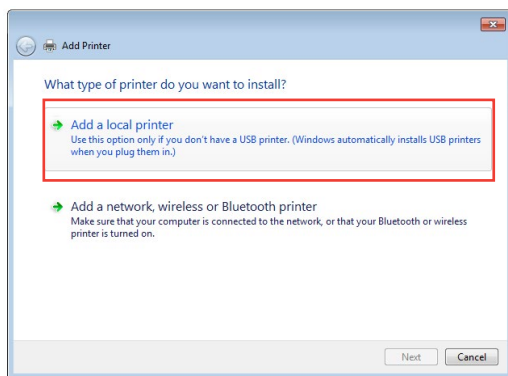 Add Printer
What type of printer do you want to install?
Add a local printer
Use this option only if you don't have a USB printer. (Windows automatically installs USB printers
when you plug them in.)
Add a network, wireless or Bluetooth printer
Make sure that your computer is connected to the network, or that your Bluetooth or wireless
printer is turned on.
Next Cancel